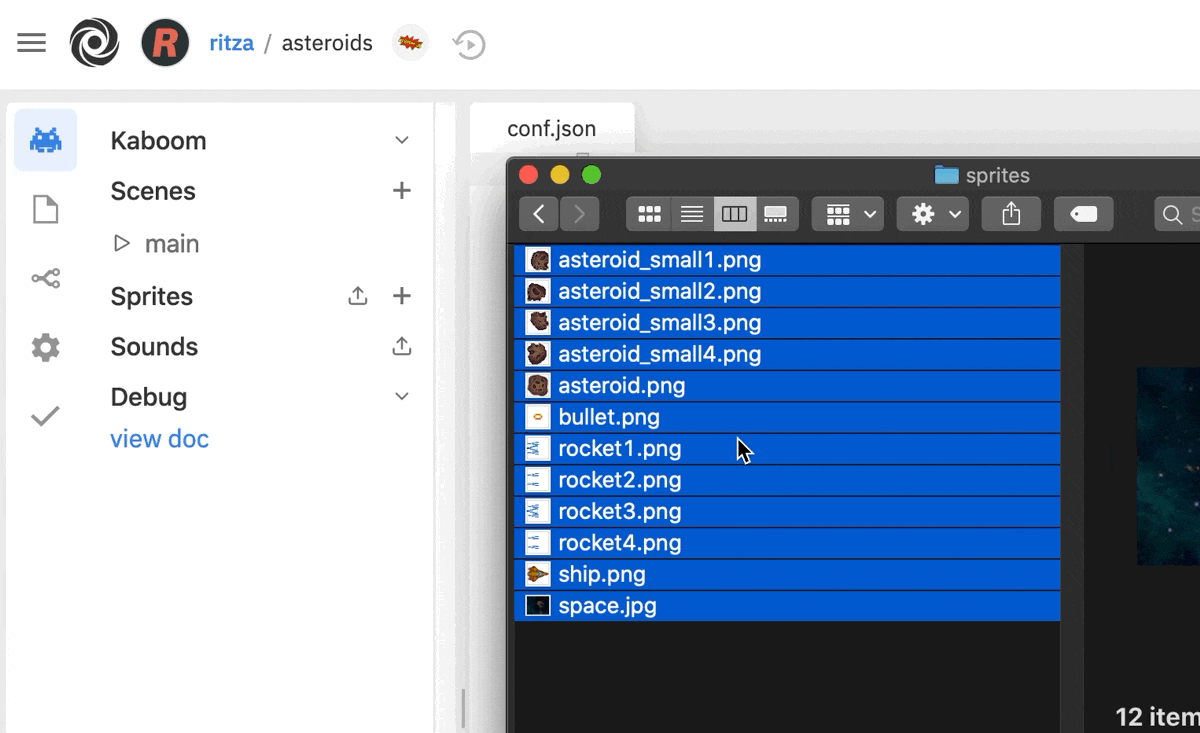 R ritza / asteroids
Kaboom
Scenes
main
Sprites
Sounds
Debug
view doc
conf.json
sprites
asteroid_small1.png
asteroid_small2.png
asteroid_small3.png
asteroid_small4.png
asteroid.png
bullet.png
rocket1.png
rocket2.png
rocket3.png
rocket4.png
ship.png
space.jpg
12 item